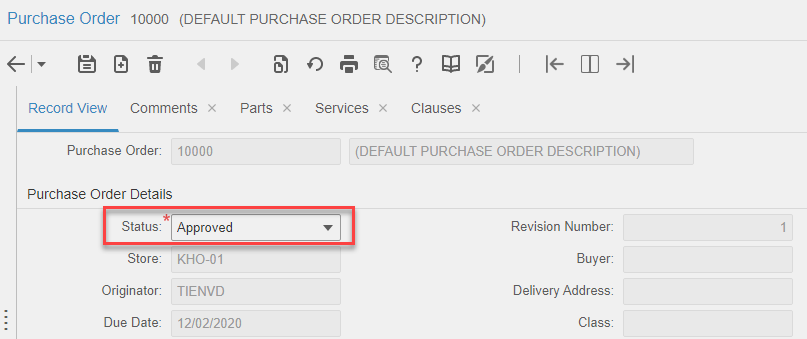 Purchase Order 10000 (DEFAULT PURCHASE ORDER DESCRIPTION)
Record View Comments × Parts × Services × Clauses ×
Purchase Order: 10000 (DEFAULT PURCHASE ORDER DESCRIPTION)
Purchase Order Details
Status: * Approved Revision Number: 1
Store: KHO-01 Buyer:
Originator: TIENVD Delivery Address:
Due Date: 12/02/2020 Class: